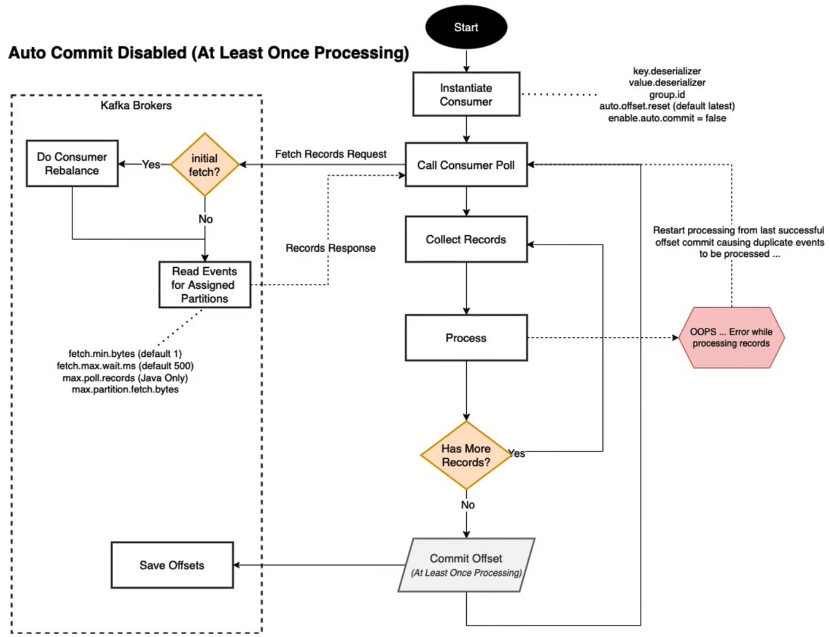 Start
Auto Commit Disabled (At Least Once Processing)
Instantiate
Consumer
key.deserializer
value.deserializer
group.id
auto.offset.reset (default latest)
enable.auto.commit = false
Kafka Brokers
Do Consumer
Rebalance
Yes
initial
fetch?
Fetch Records Request
Call Consumer Poll
No
Records Response
Collect Records
Restart processing from last successful
offset commit causing duplicate events
to be processed ...
Read Events
for Assigned
Partitions
fetch.min.bytes (default 1)
fetch.max.wait.ms (default 500)
max.poll.records (Java Only)
max.partition.fetch.bytes
Process
OOPS ... Error while
processing records
Has More
Records?
Yes
No
Save Offsets
Commit Offset
(At Least Once Processing)